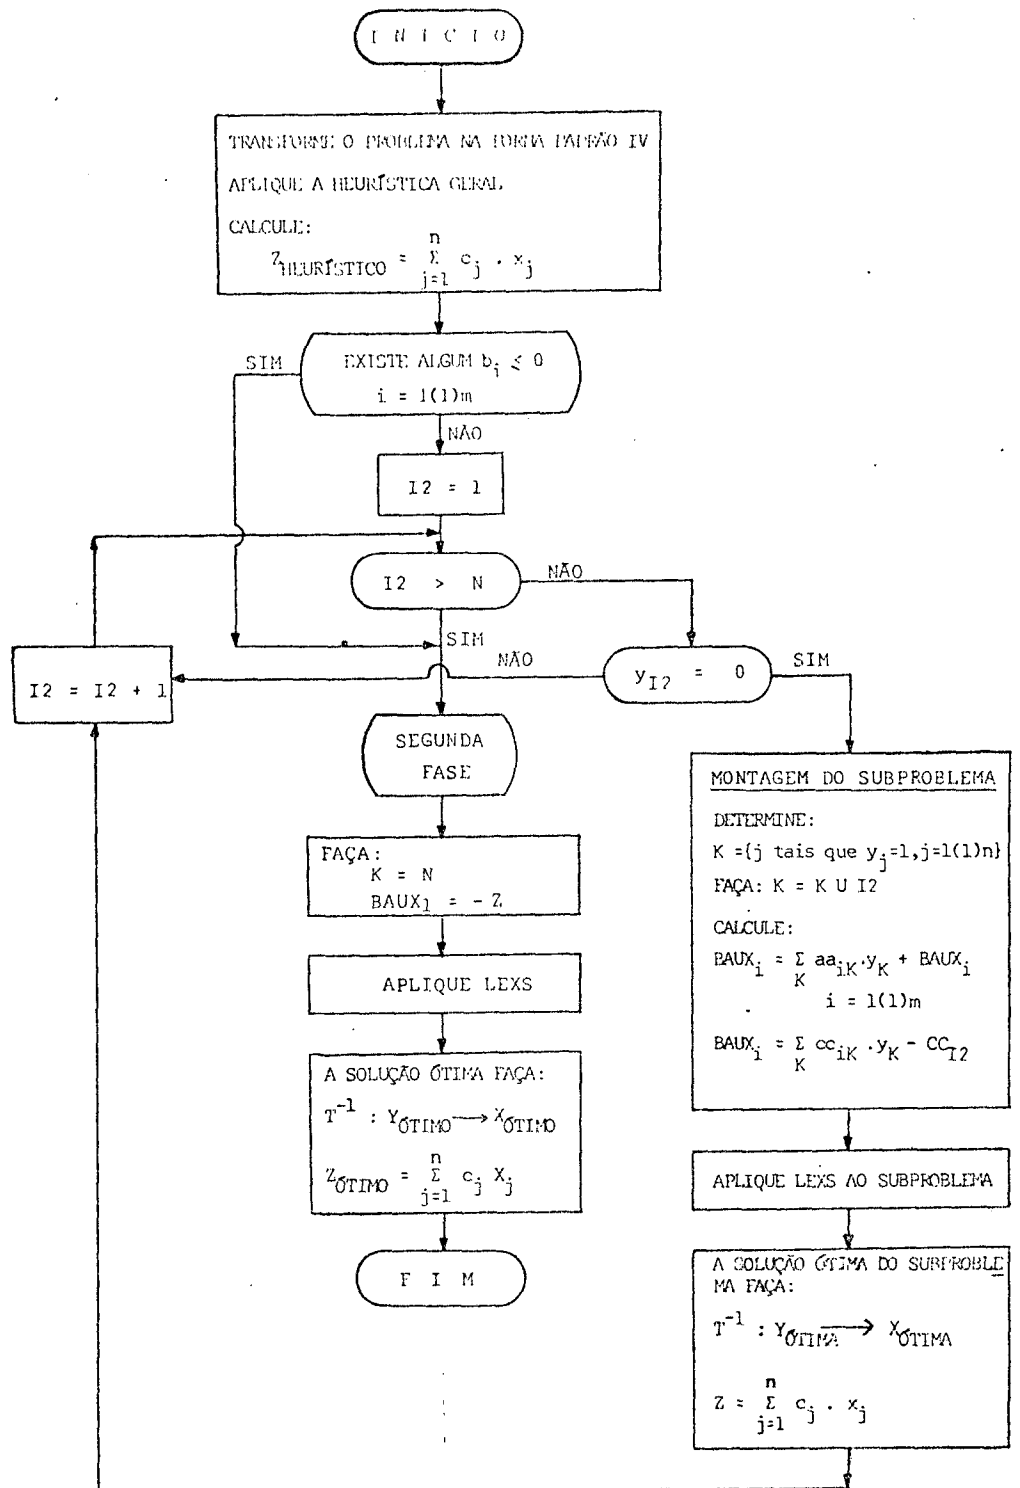 I N I C I O
TRANSFORME O PROBLEMA NA FORMA PADRÃO IV
APLIQUE A HEURÍSTICA GERAL
CALCULE:
Z_HEURÍSTICO = Σ_{j=1}^{n} c_j . x_j
EXISTE ALGUM b_i ≤ 0
i = 1(1)m
SIM
NÃO
I2 = 1
I2 > N
NÃO
SIM
y_I2 = 0
NÃO
SIM
I2 = I2 + 1
SEGUNDA
FASE
FAÇA:
K = N
BAUX_1 = - Z
APLIQUE LEXS
A SOLUÇÃO ÓTIMA FAÇA:
T^-1 : Y_ÓTIMO → X_ÓTIMO
Z_ÓTIMO = Σ_{j=1}^{n} c_j X_j
F I M
MONTAGEM DO SUBPROBLEMA
DETERMINE:
K ={j tais que y_j=1,j=1(1)n}
FAÇA: K = K U I2
CALCULE:
BAUX_i = Σ_K aa_iK.y_K + BAUX_i
i = 1(1)m
BAUX_i = Σ_K cc_iK .y_K - CC_I2
APLIQUE LEXS AO SUBPROBLEMA
A SOLUÇÃO ÓTIMA DO SUBPROBLE
MA FAÇA:
T^-1 : Y_ÓTIMA → X_ÓTIMA
Z = Σ_{j=1}^{n} c_j . x_j